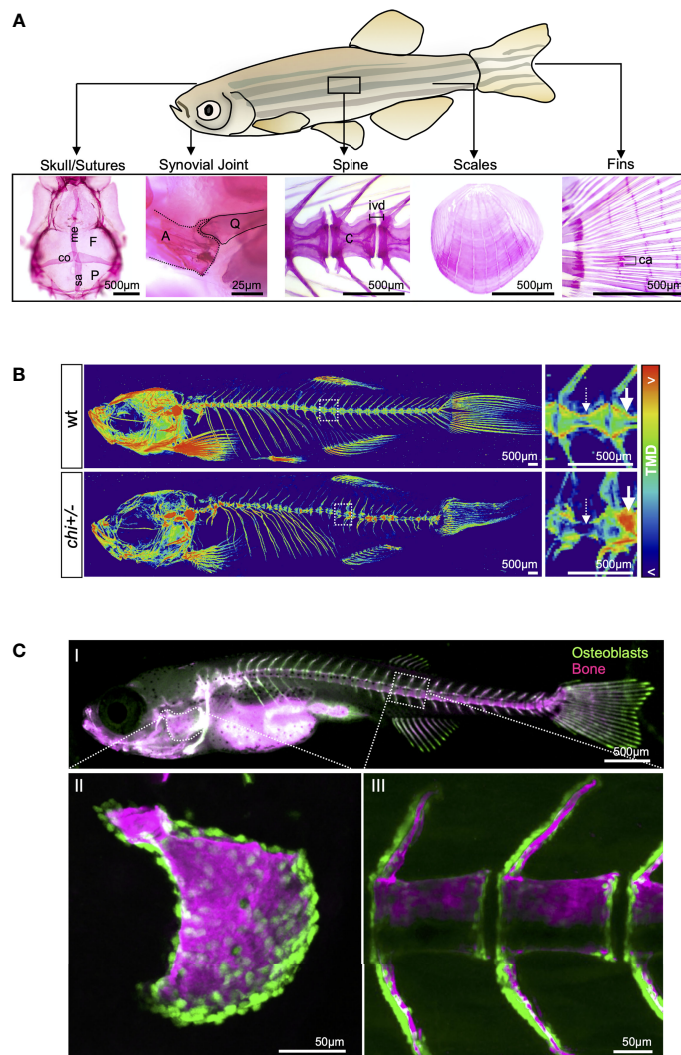 A
Skull/Sutures
Synovial Joint
Spine
Scales
Fins
me
F
co
P
sa
500µm
A
Q
25µm
ivd
C
500µm
500µm
ca
500µm
B
wt
500µm
500µm
chi+/-
500µm
500µm
>
TMD
<
C
I
Osteoblasts
Bone
500µm
II
50µm
III
50µm